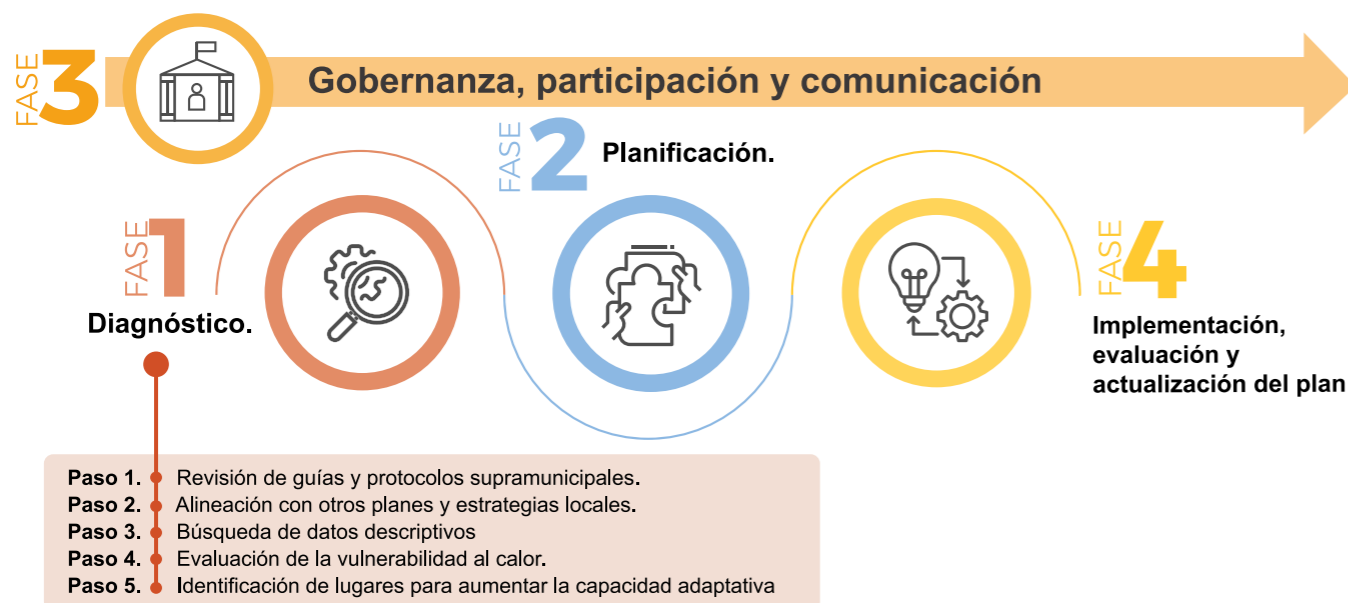 FASE 3
Gobernanza, participación y comunicación
FASE 1
Diagnóstico.
FASE 2
Planificación.
FASE 4
Implementación,
evaluación y
actualización del plan
Paso 1. Revisión de guías y protocolos supramunicipales.
Paso 2. Alineación con otros planes y estrategias locales.
Paso 3. Búsqueda de datos descriptivos
Paso 4. Evaluación de la vulnerabilidad al calor.
Paso 5. Identificación de lugares para aumentar la capacidad adaptativa